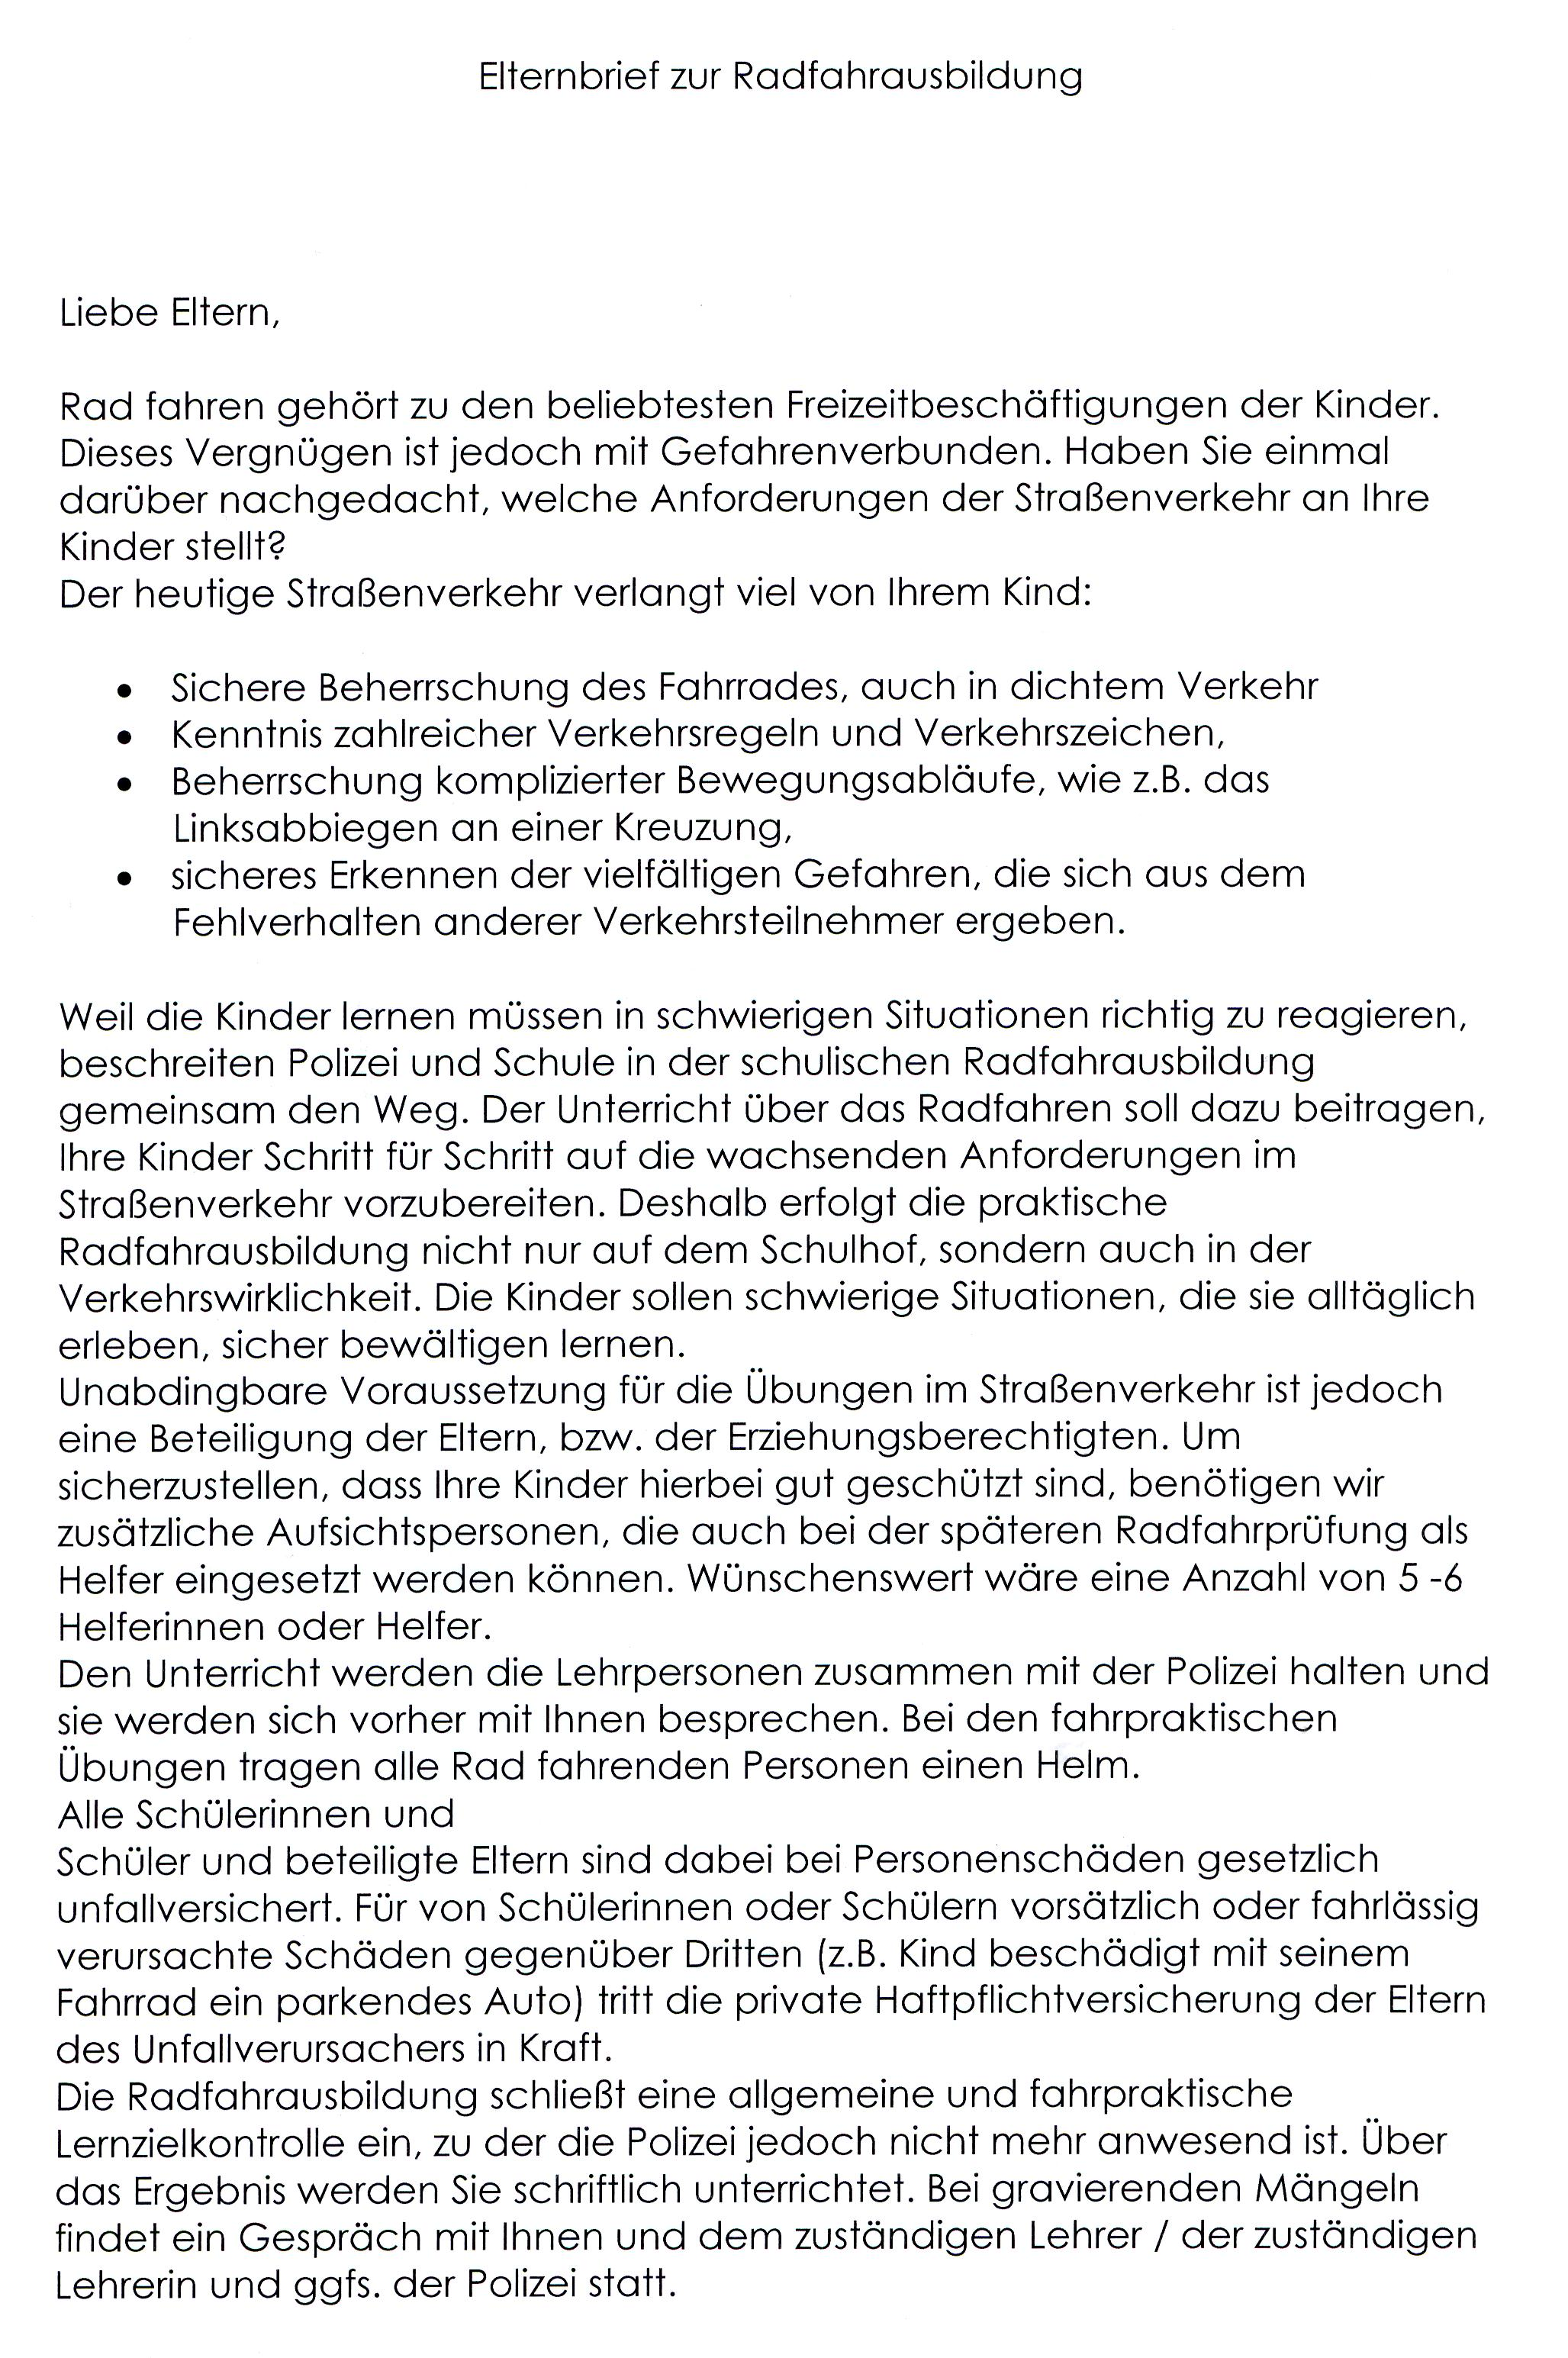 Elternbrief zur Radfahrausbildung
Liebe Eltern,
Rad fahren gehört zu den beliebtesten Freizeitbeschäftigungen der Kinder.
Dieses Vergnügen ist jedoch mit Gefahrenverbunden. Haben Sie einmal
darüber nachgedacht, welche Anforderungen der Straßenverkehr an Ihre
Kinder stellt?
Der heutige Straßenverkehr verlangt viel von Ihrem Kind:
• Sichere Beherrschung des Fahrrades, auch in dichtem Verkehr
• Kenntnis zahlreicher Verkehrsregeln und Verkehrszeichen,
• Beherrschung komplizierter Bewegungsabläufe, wie z.B. das
Linksabbiegen an einer Kreuzung,
• sicheres Erkennen der vielfältigen Gefahren, die sich aus dem
Fehlverhalten anderer Verkehrsteilnehmer ergeben.
Weil die Kinder lernen müssen in schwierigen Situationen richtig zu reagieren,
beschreiten Polizei und Schule in der schulischen Radfahrausbildung
gemeinsam den Weg. Der Unterricht über das Radfahren soll dazu beitragen,
Ihre Kinder Schritt für Schritt auf die wachsenden Anforderungen im
Straßenverkehr vorzubereiten. Deshalb erfolgt die praktische
Radfahrausbildung nicht nur auf dem Schulhof, sondern auch in der
Verkehrswirklichkeit. Die Kinder sollen schwierige Situationen, die sie alltäglich
erleben, sicher bewältigen lernen.
Unabdingbare Voraussetzung für die Übungen im Straßenverkehr ist jedoch
eine Beteiligung der Eltern, bzw. der Erziehungsberechtigten. Um
sicherzustellen, dass Ihre Kinder hierbei gut geschützt sind, benötigen wir
zusätzliche Aufsichtspersonen, die auch bei der späteren Radfahrprüfung als
Helfer eingesetzt werden können. Wünschenswert wäre eine Anzahl von 5 -6
Helferinnen oder Helfer.
Den Unterricht werden die Lehrpersonen zusammen mit der Polizei halten und
sie werden sich vorher mit Ihnen besprechen. Bei den fahrpraktischen
Übungen tragen alle Rad fahrenden Personen einen Helm.
Alle Schülerinnen und
Schüler und beteiligte Eltern sind dabei bei Personenschäden gesetzlich
unfallversichert. Für von Schülerinnen oder Schülern vorsätzlich oder fahrlässig
verursachte Schäden gegenüber Dritten (z.B. Kind beschädigt mit seinem
Fahrrad ein parkendes Auto) tritt die private Haftpflichtversicherung der Eltern
des Unfallverursachers in Kraft.
Die Radfahrausbildung schließt eine allgemeine und fahrpraktische
Lernzielkontrolle ein, zu der die Polizei jedoch nicht mehr anwesend ist. Über
das Ergebnis werden Sie schriftlich unterrichtet. Bei gravierenden Mängeln
findet ein Gespräch mit Ihnen und dem zuständigen Lehrer / der zuständigen
Lehrerin und ggfs. der Polizei statt.